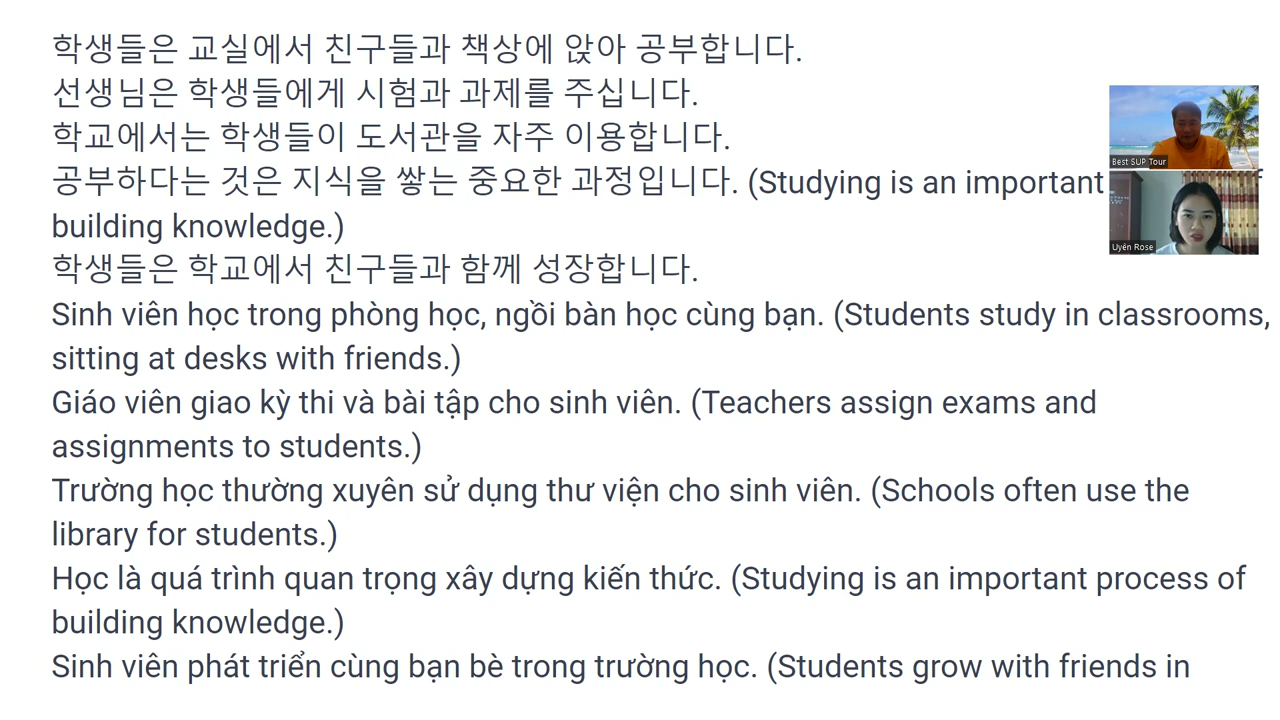 학생들은 교실에서 친구들과 책상에 앉아 공부합니다.
선생님은 학생들에게 시험과 과제를 주십니다.
학교에서는 학생들이 도서관을 자주 이용합니다.
공부하다는 것은 지식을 쌓는 중요한 과정입니다. (Studying is an important
building knowledge.)
학생들은 학교에서 친구들과 함께 성장합니다.
Sinh viên học trong phòng học, ngồi bàn học cùng bạn. (Students study in classrooms,
sitting at desks with friends.)
Giáo viên giao kỳ thi và bài tập cho sinh viên. (Teachers assign exams and
assignments to students.)
Trường học thường xuyên sử dụng thư viện cho sinh viên. (Schools often use the
library for students.)
Học là quá trình quan trọng xây dựng kiến thức. (Studying is an important process of
building knowledge.)
Sinh viên phát triển cùng bạn bè trong trường học. (Students grow with friends in
Best SUP Tour
Uyên Rose